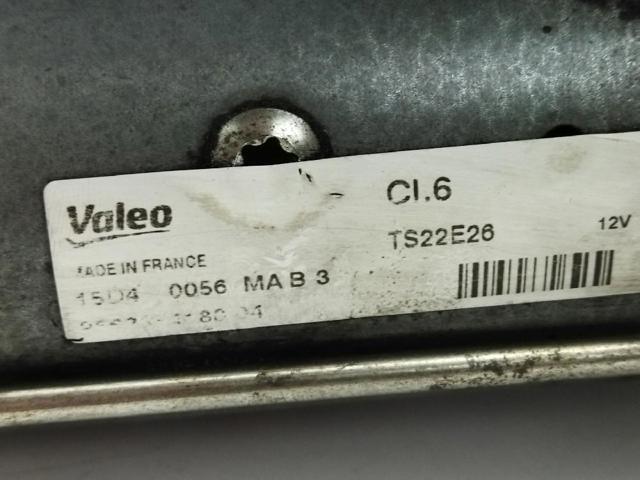 Valeo
Cl.6
TS22E26
12V
MADE IN FRANCE
15D4 0056 MA B 3